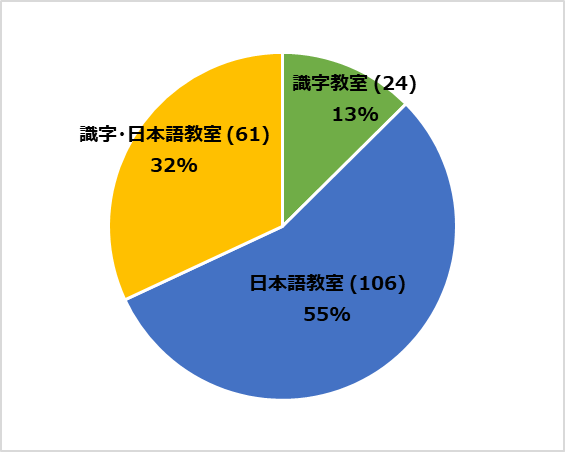 識字教室 (24)
13%
識字･日本語教室 (61)
32%
日本語教室 (106)
55%